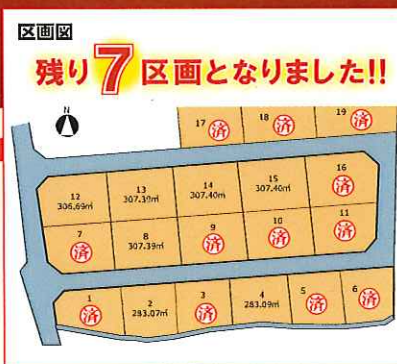 区画図
残り7区画となりました!!
N
17 済 18 済 19 済
12 306.69㎡ 13 307.39㎡ 14 307.40㎡ 15 307.40㎡ 16 済
7 済 8 307.39㎡ 9 済 10 済 11 済
1 済 2 283.07㎡ 3 済 4 283.09㎡ 5 済 6 済